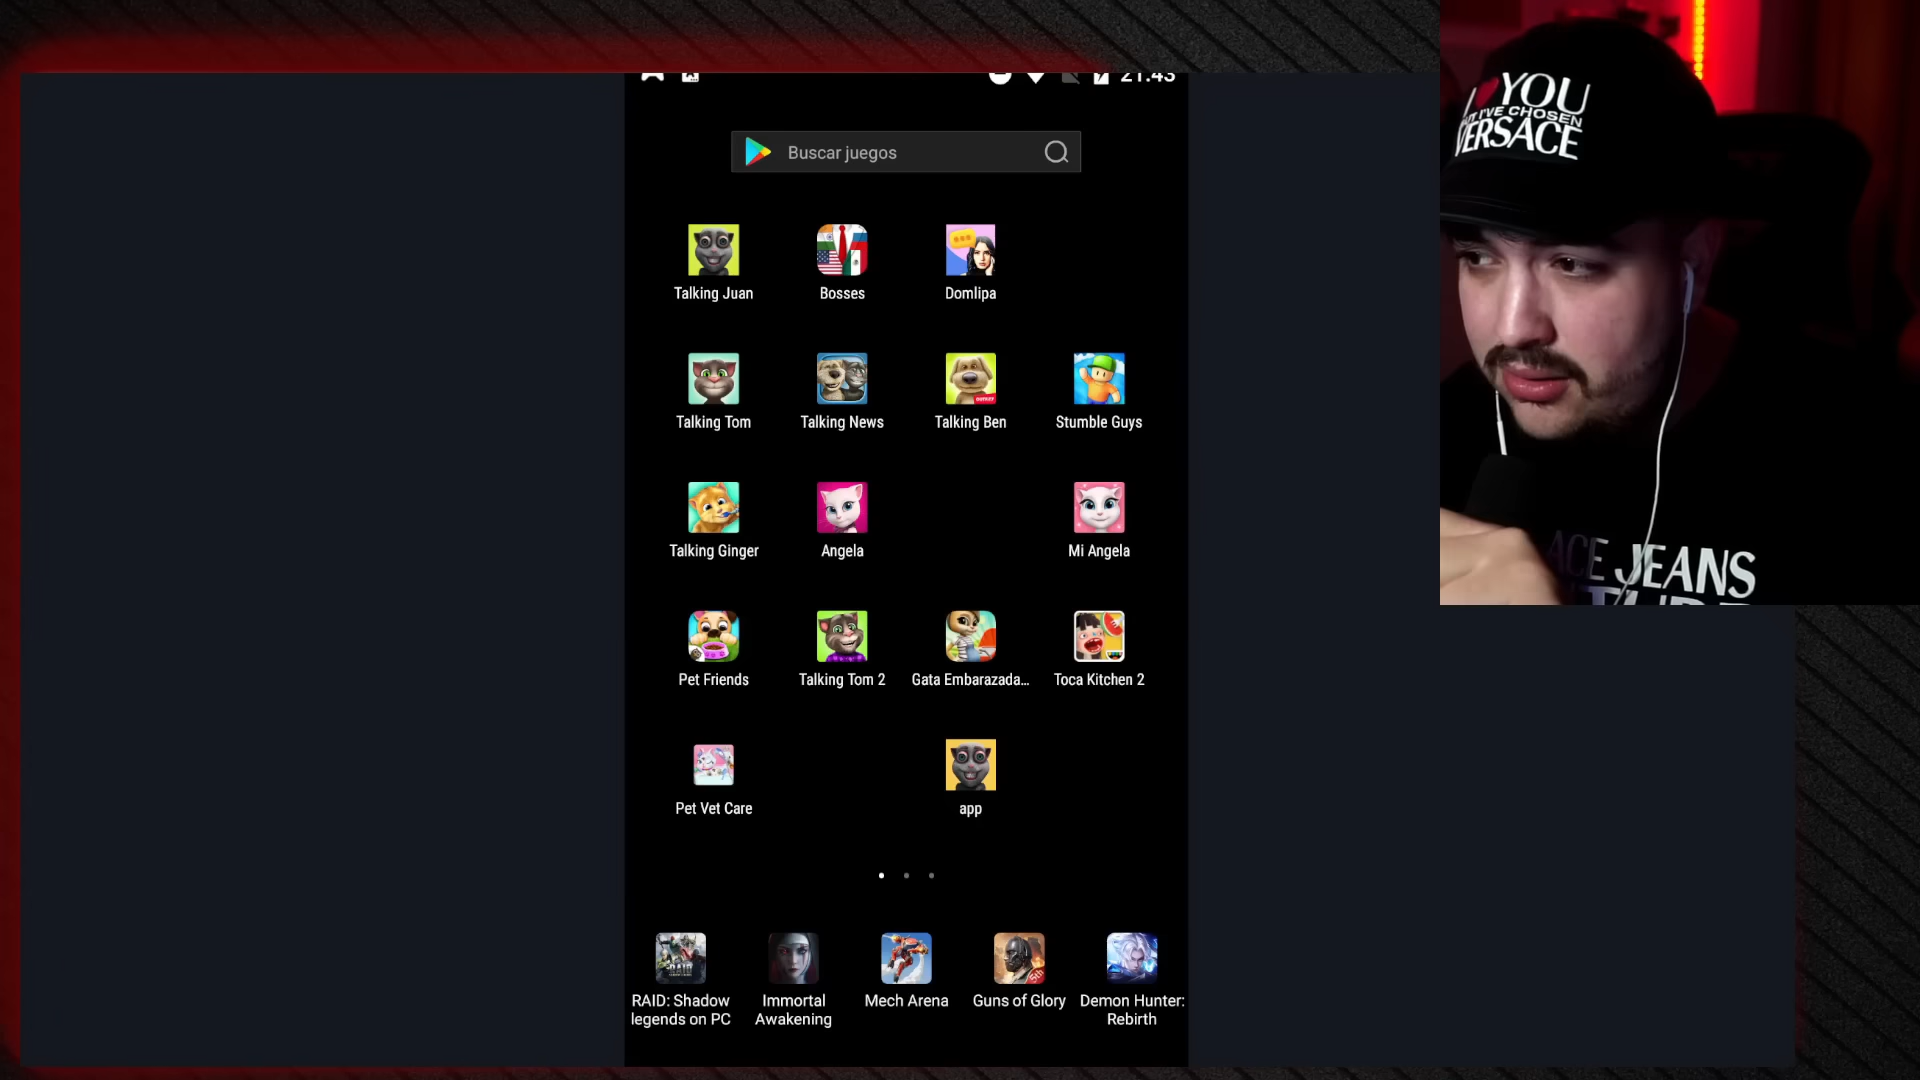 21:43
Buscar juegos
Talking Juan
Bosses
Domlipa
Talking Tom
Talking News
Talking Ben
Stumble Guys
Talking Ginger
Angela
Mi Angela
Pet Friends
Talking Tom 2
Gata Embarazada...
Toca Kitchen 2
Pet Vet Care
app
RAID: Shadow
legends on PC
Immortal
Awakening
Mech Arena
Guns of Glory
Demon Hunter:
Rebirth
YOU
I'VE CHOSEN
VERSACE
ACE JEANS